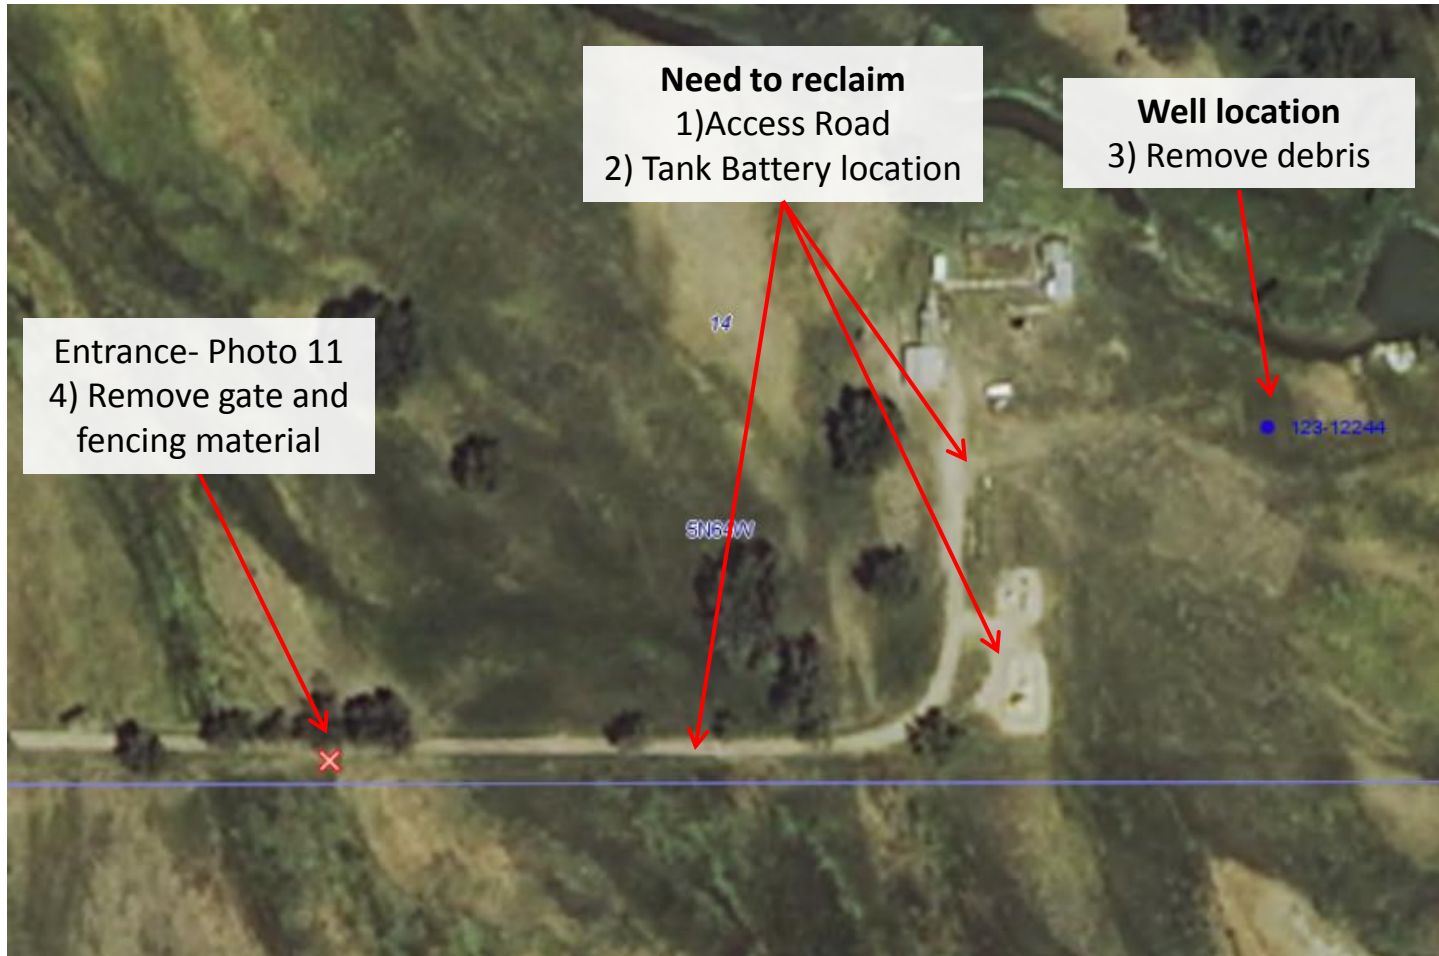 Need to reclaim
1)Access Road
2) Tank Battery location
Well location
3) Remove debris
14
Entrance- Photo 11
4) Remove gate and
fencing material
123-12244
5N64W